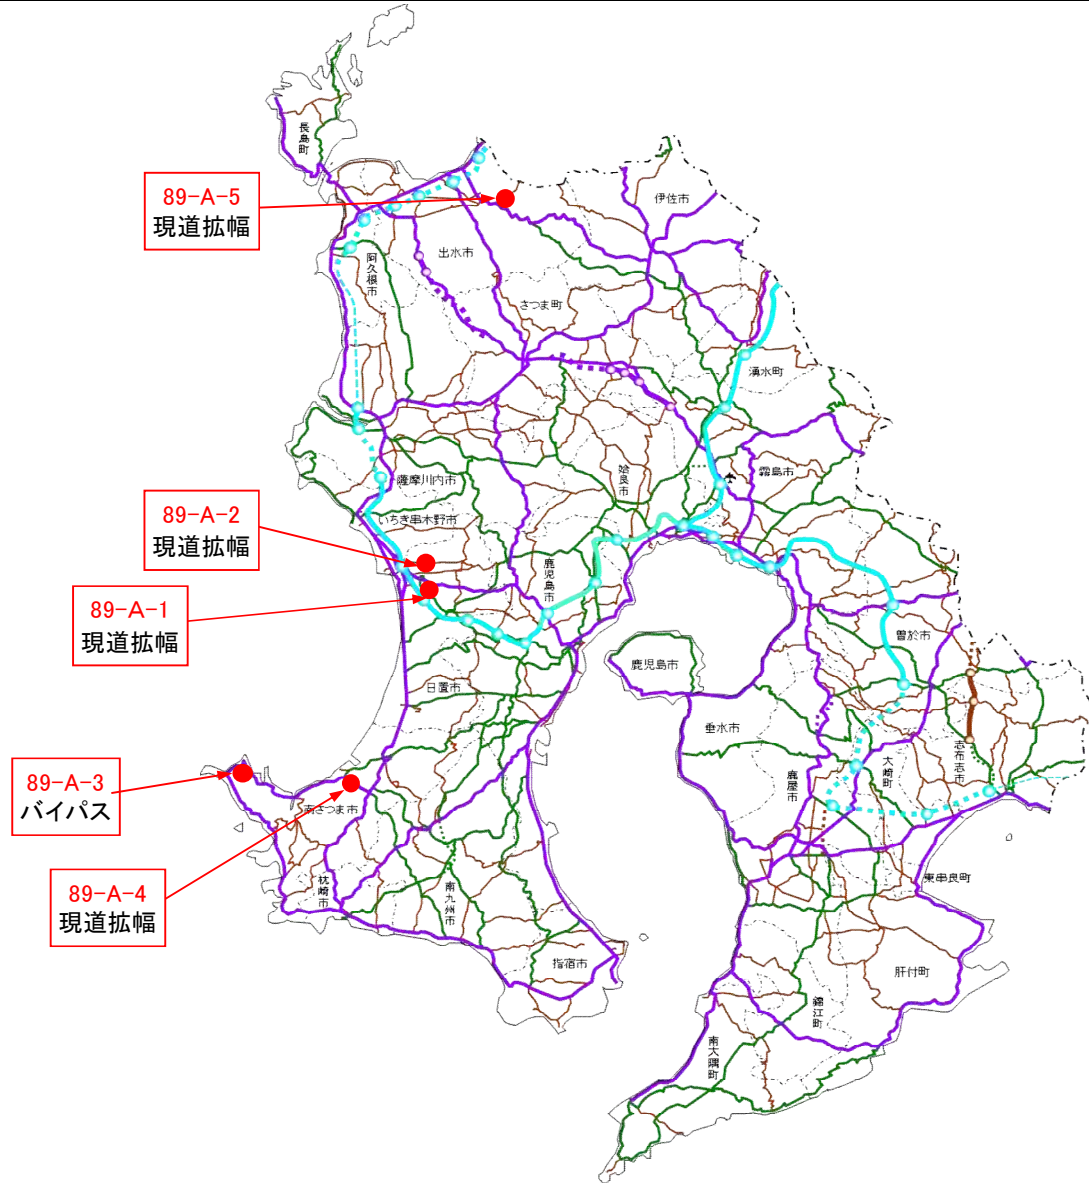 長島町
89-A-5
現道拡幅
伊佐市
出水市
阿久根市
さつま町
湧水町
姶良市
霧島市
薩摩川内市
いちき串木野市
89-A-2
現道拡幅
鹿児島市
89-A-1
現道拡幅
曽於市
鹿児島市
日置市
垂水市
大崎町
志布志市
鹿屋市
89-A-3
バイパス
南さつま市
89-A-4
現道拡幅
枕崎市
南九州市
東串良町
指宿市
肝付町
錦江町
南大隅町